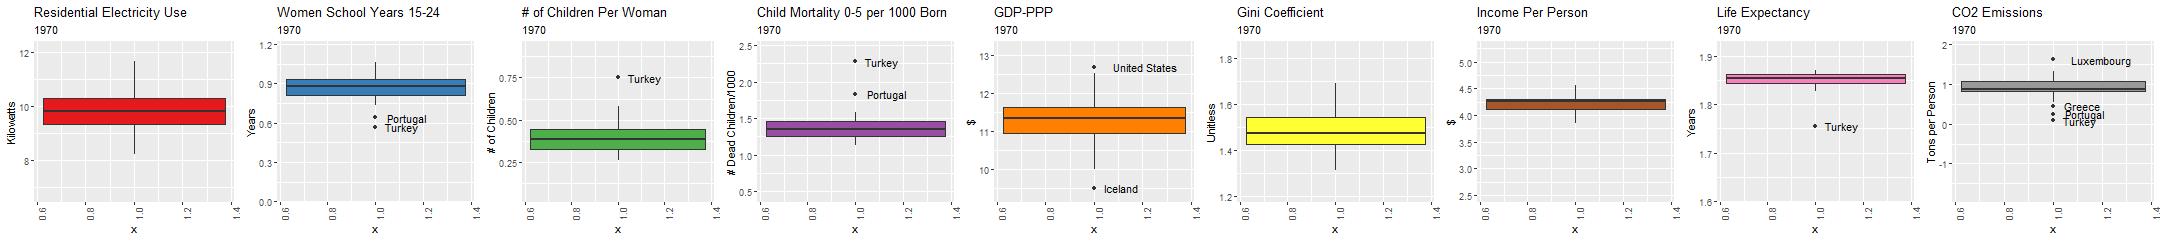 Residential Electricity Use
1970
Kilowetts
12
10
8
0.6
0.8
1.0
1.2
1.4
x
Women School Years 15-24
1970
Years
1.2
0.9
0.6
0.3
0.0
Portugal
Turkey
0.6
0.8
1.0
1.2
1.4
x
# of Children Per Woman
1970
# of Children
0.75
0.50
0.25
Turkey
0.6
0.8
1.0
1.2
1.4
x
Child Mortality 0-5 per 1000 Born
1970
# Dead Children/1000
2.5
2.0
1.5
1.0
0.5
Turkey
Portugal
0.6
0.8
1.0
1.2
1.4
x
GDP-PPP
1970
$
13
12
11
10
United States
Iceland
0.6
0.8
1.0
1.2
1.4
x
Gini Coefficient
1970
Unitless
1.8
1.6
1.4
1.2
0.6
0.8
1.0
1.2
1.4
x
Income Per Person
1970
$
5.0
4.5
4.0
3.5
3.0
2.5
0.6
0.8
1.0
1.2
1.4
x
Life Expectancy
1970
Years
1.9
1.8
1.7
1.6
Turkey
0.6
0.8
1.0
1.2
1.4
x
CO2 Emissions
1970
Tons per Person
2
1
0
-1
Luxembourg
Greece
Portugal
Turkey
0.6
0.8
1.0
1.2
1.4
x